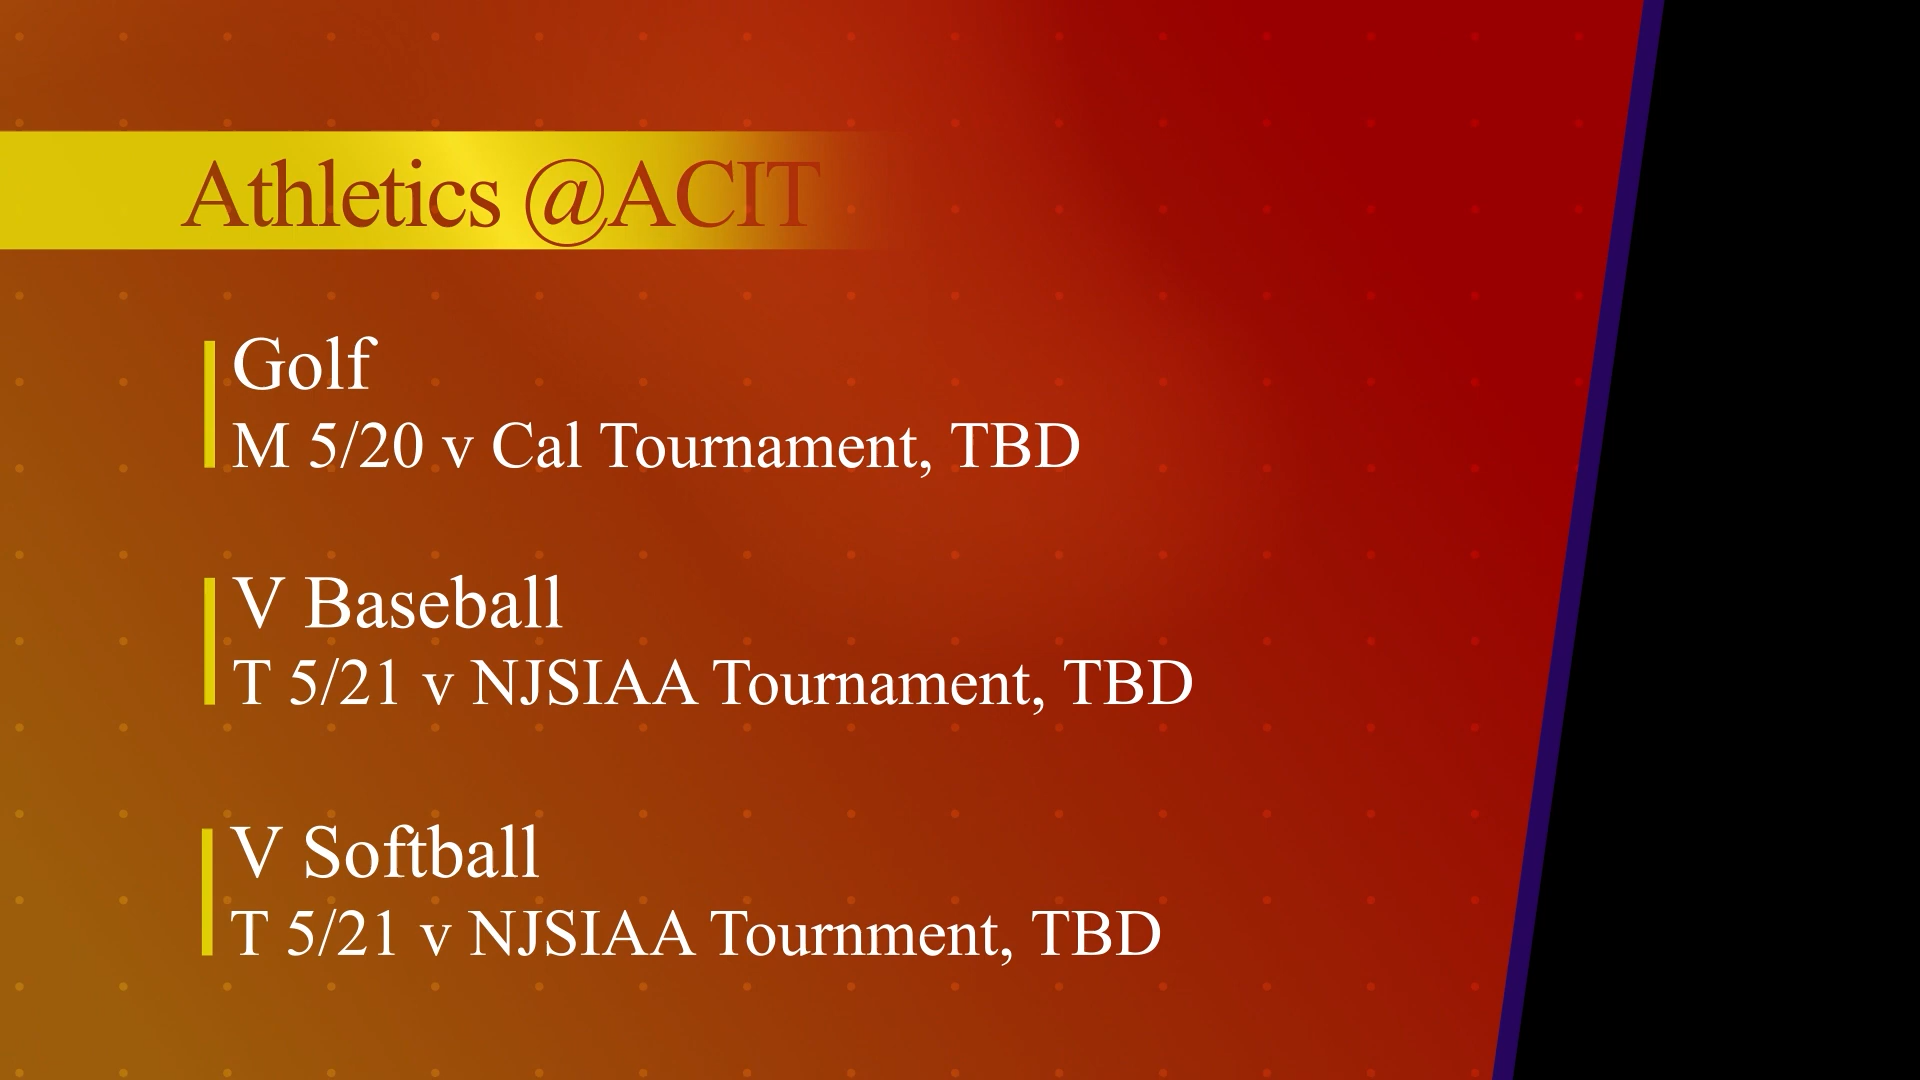 Athletics @ACIT
Golf
M 5/20 v Cal Tournament, TBD
V Baseball
T 5/21 v NJSIAA Tournament, TBD
V Softball
T 5/21 v NJSIAA Tournment, TBD